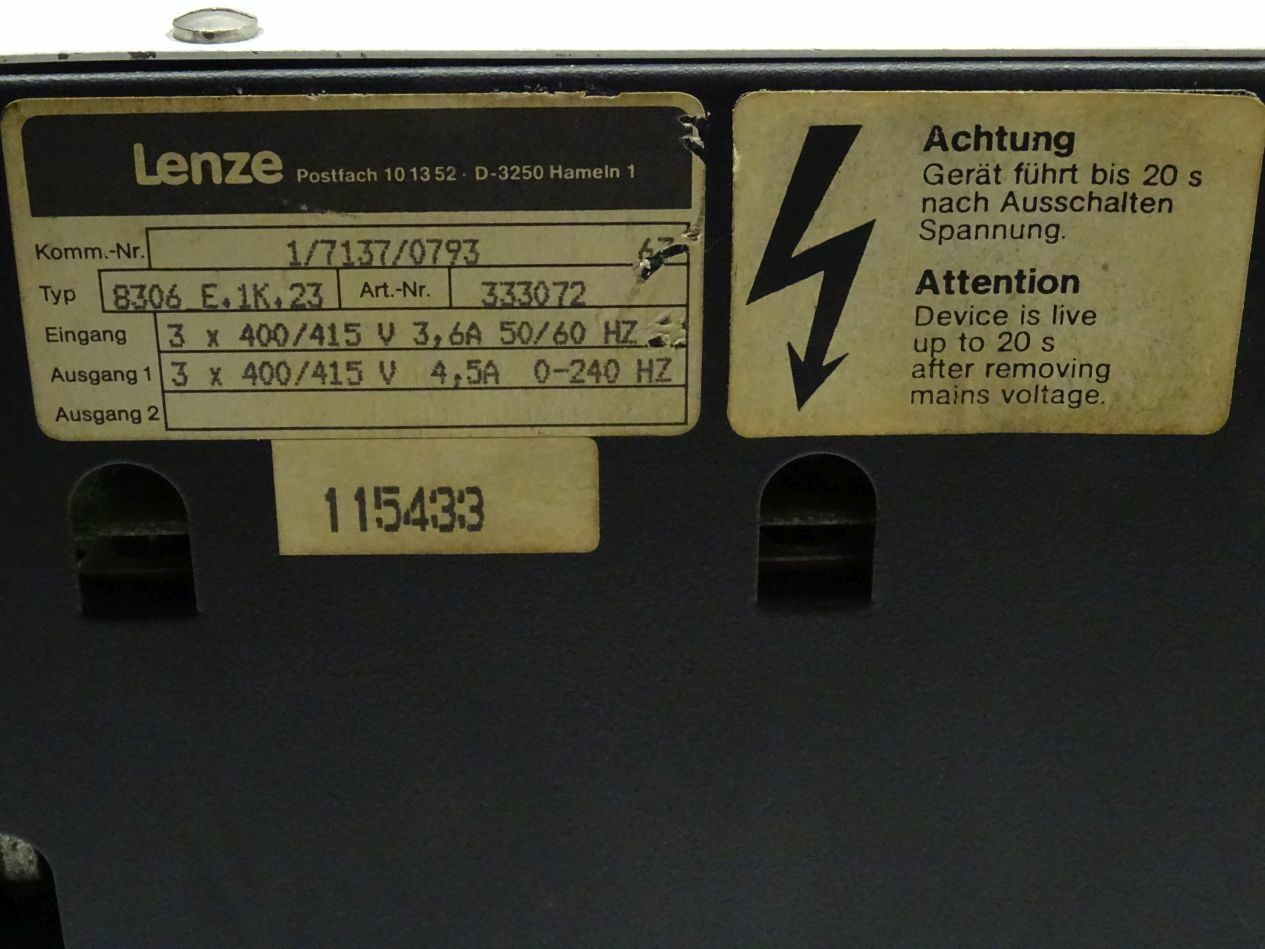 Lenze Postfach 10 13 52 · D-3250 Hameln 1
Komm.-Nr. 1/7137/0793
Typ 8306_E.1K.23 Art.-Nr. 333072
Eingang 3 x 400/415 V 3,6A 50/60 HZ
Ausgang 1 3 x 400/415 V 4,5A 0-240 HZ
Ausgang 2
115433
Achtung
Gerät führt bis 20 s
nach Ausschalten
Spannung.
Attention
Device is live
up to 20 s
after removing
mains voltage.